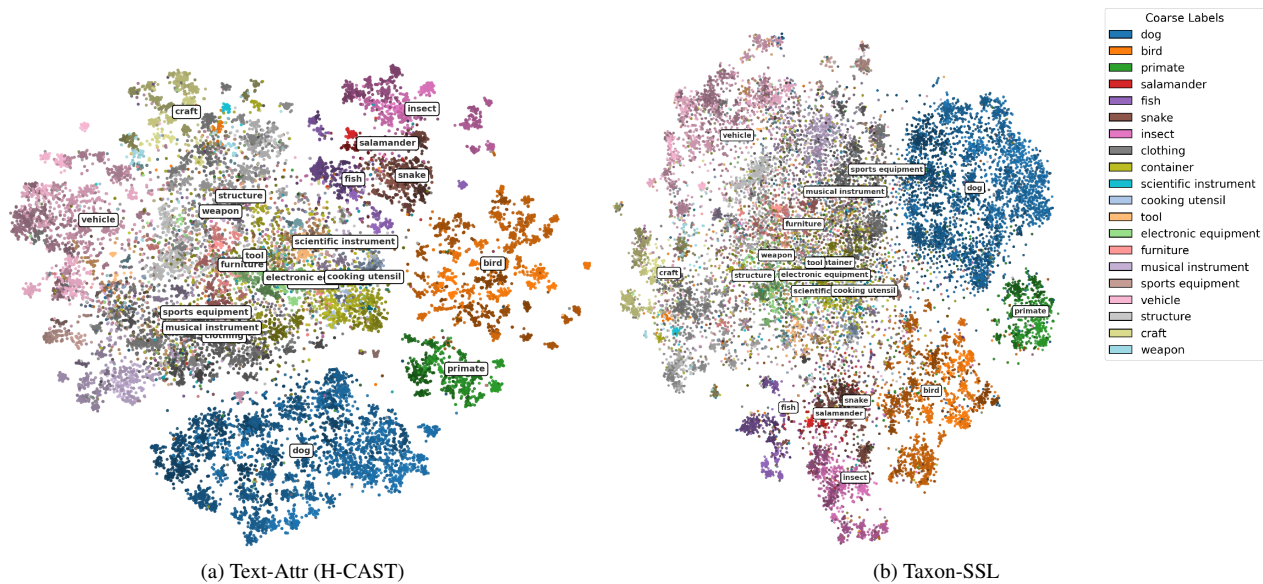 insect
craft
salamander
fish
snake
structure
weapon
vehicle
scientific instrument
tool
furniture
electronic
cooking utensil
bird
sports equipment
musical instrument
clothing
primate
dog
(a) Text-Attr (H-CAST)
vehicle
sports equipment
dog
musical instrument
furniture
weapon
tool
craft
structure
electronic equipment
scientific
cooking utensil
primate
bird
snake
fish
salamander
insect
(b) Taxon-SSL
Coarse Labels
dog
bird
primate
salamander
fish
snake
insect
clothing
container
scientific instrument
cooking utensil
tool
electronic equipment
furniture
musical instrument
sports equipment
vehicle
structure
craft
weapon